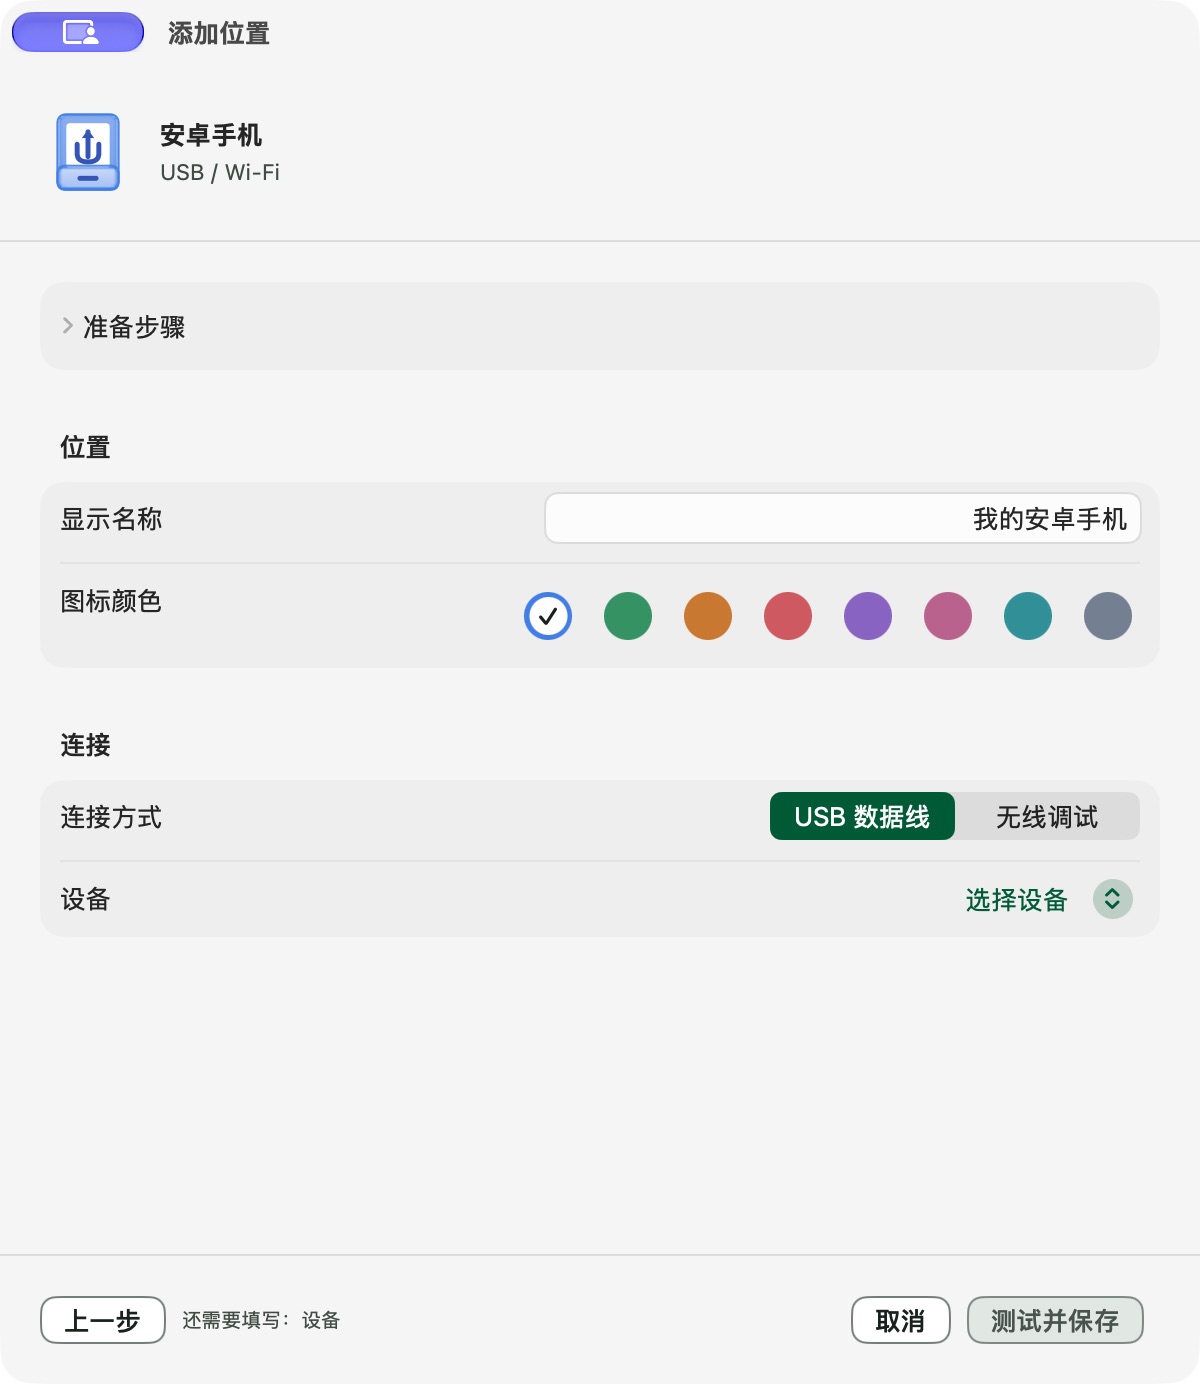 添加位置
安卓手机
USB / Wi-Fi
准备步骤
位置
显示名称 我的安卓手机
图标颜色
连接
连接方式 USB 数据线 无线调试
设备 选择设备
上一步 还需要填写：设备 取消 测试并保存